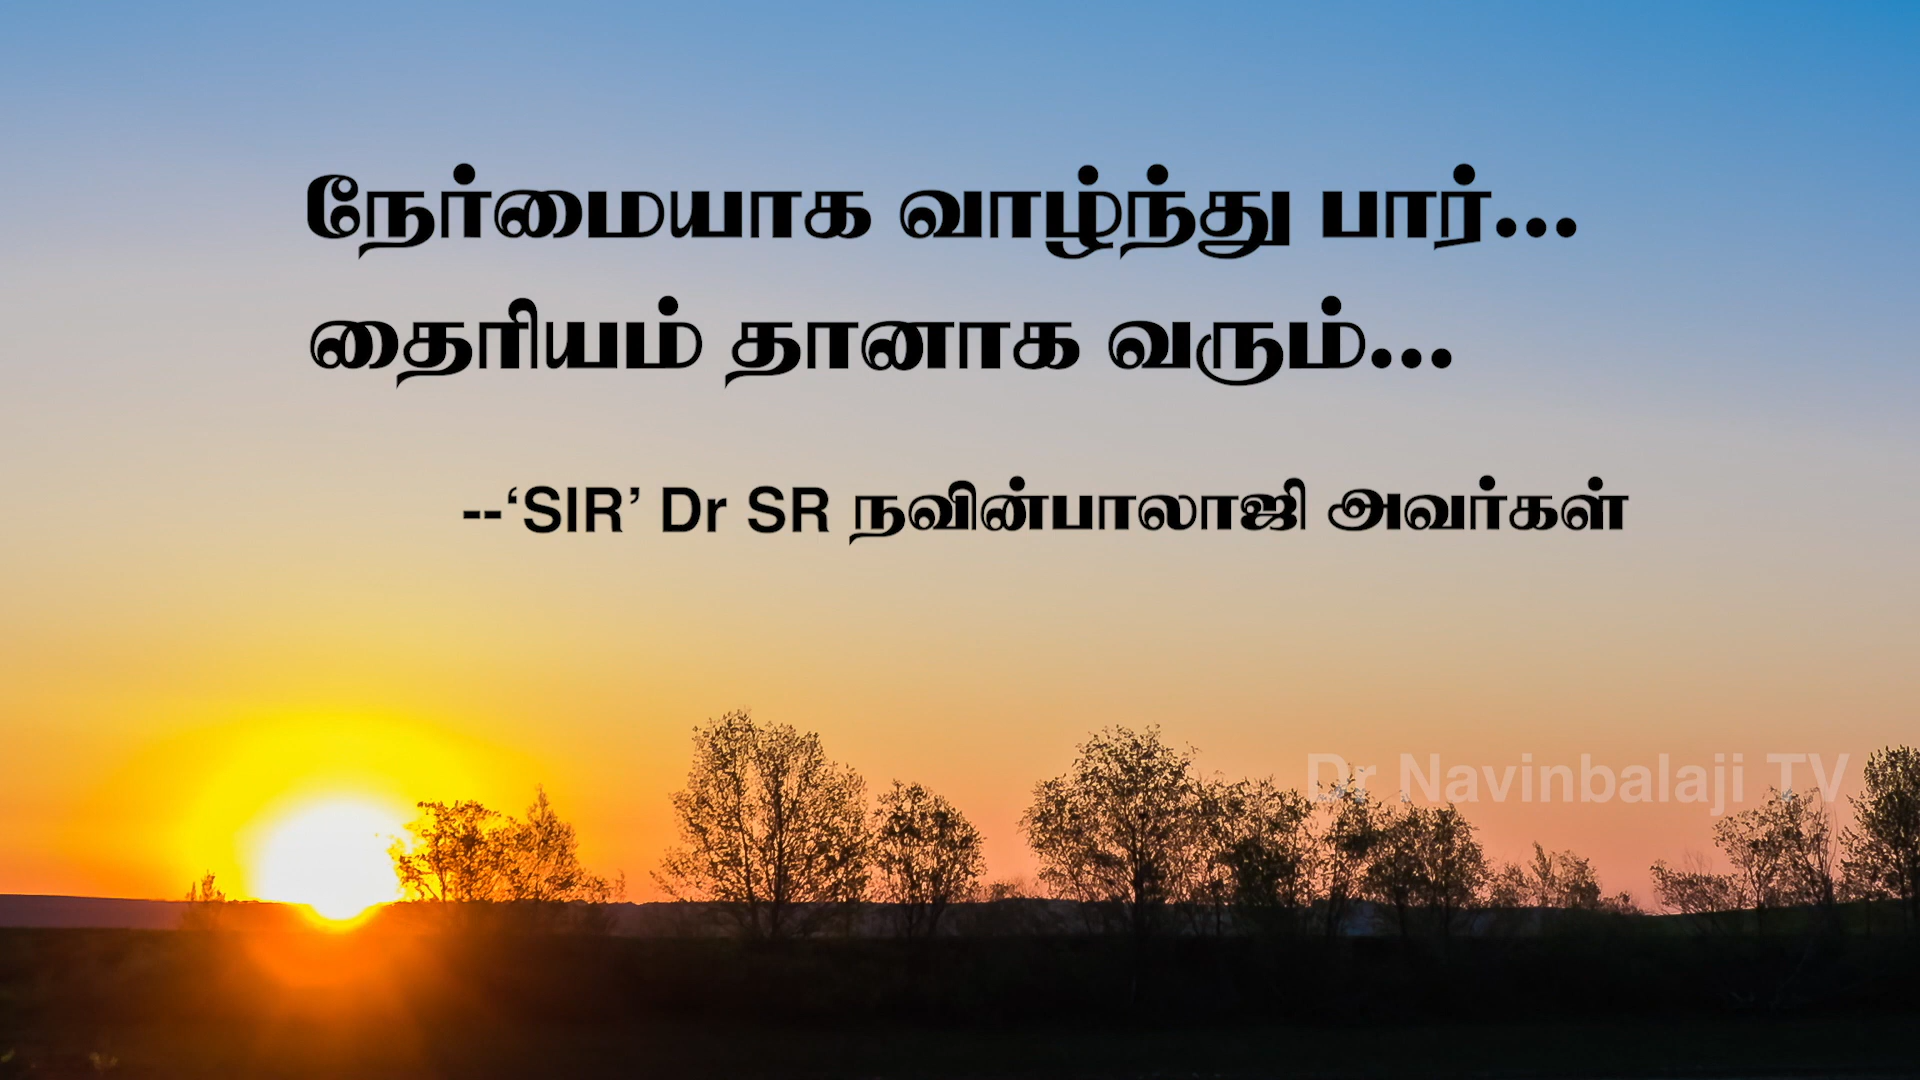 நேர்மையாக வாழ்ந்து பார்...
தைரியம் தானாக வரும்...
--‘SIR’ Dr SR நவின்பாலாஜி அவர்கள்
Dr Navinbalaji TV